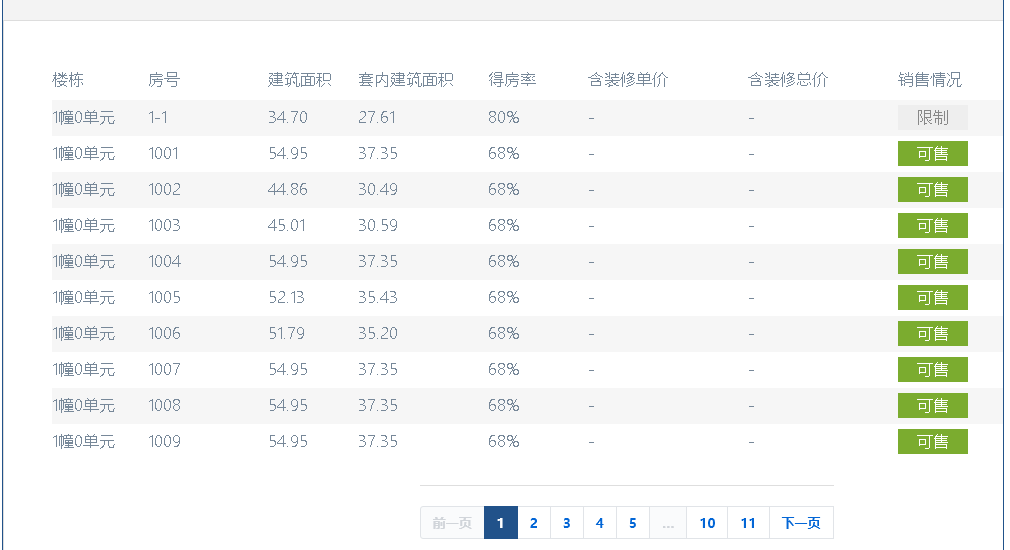 楼栋 房号 建筑面积 套内建筑面积 得房率 含装修单价 含装修总价 销售情况
1幢0单元 1-1 34.70 27.61 80% - - 限制
1幢0单元 1001 54.95 37.35 68% - - 可售
1幢0单元 1002 44.86 30.49 68% - - 可售
1幢0单元 1003 45.01 30.59 68% - - 可售
1幢0单元 1004 54.95 37.35 68% - - 可售
1幢0单元 1005 52.13 35.43 68% - - 可售
1幢0单元 1006 51.79 35.20 68% - - 可售
1幢0单元 1007 54.95 37.35 68% - - 可售
1幢0单元 1008 54.95 37.35 68% - - 可售
1幢0单元 1009 54.95 37.35 68% - - 可售
前一页 1 2 3 4 5 ... 10 11 下一页